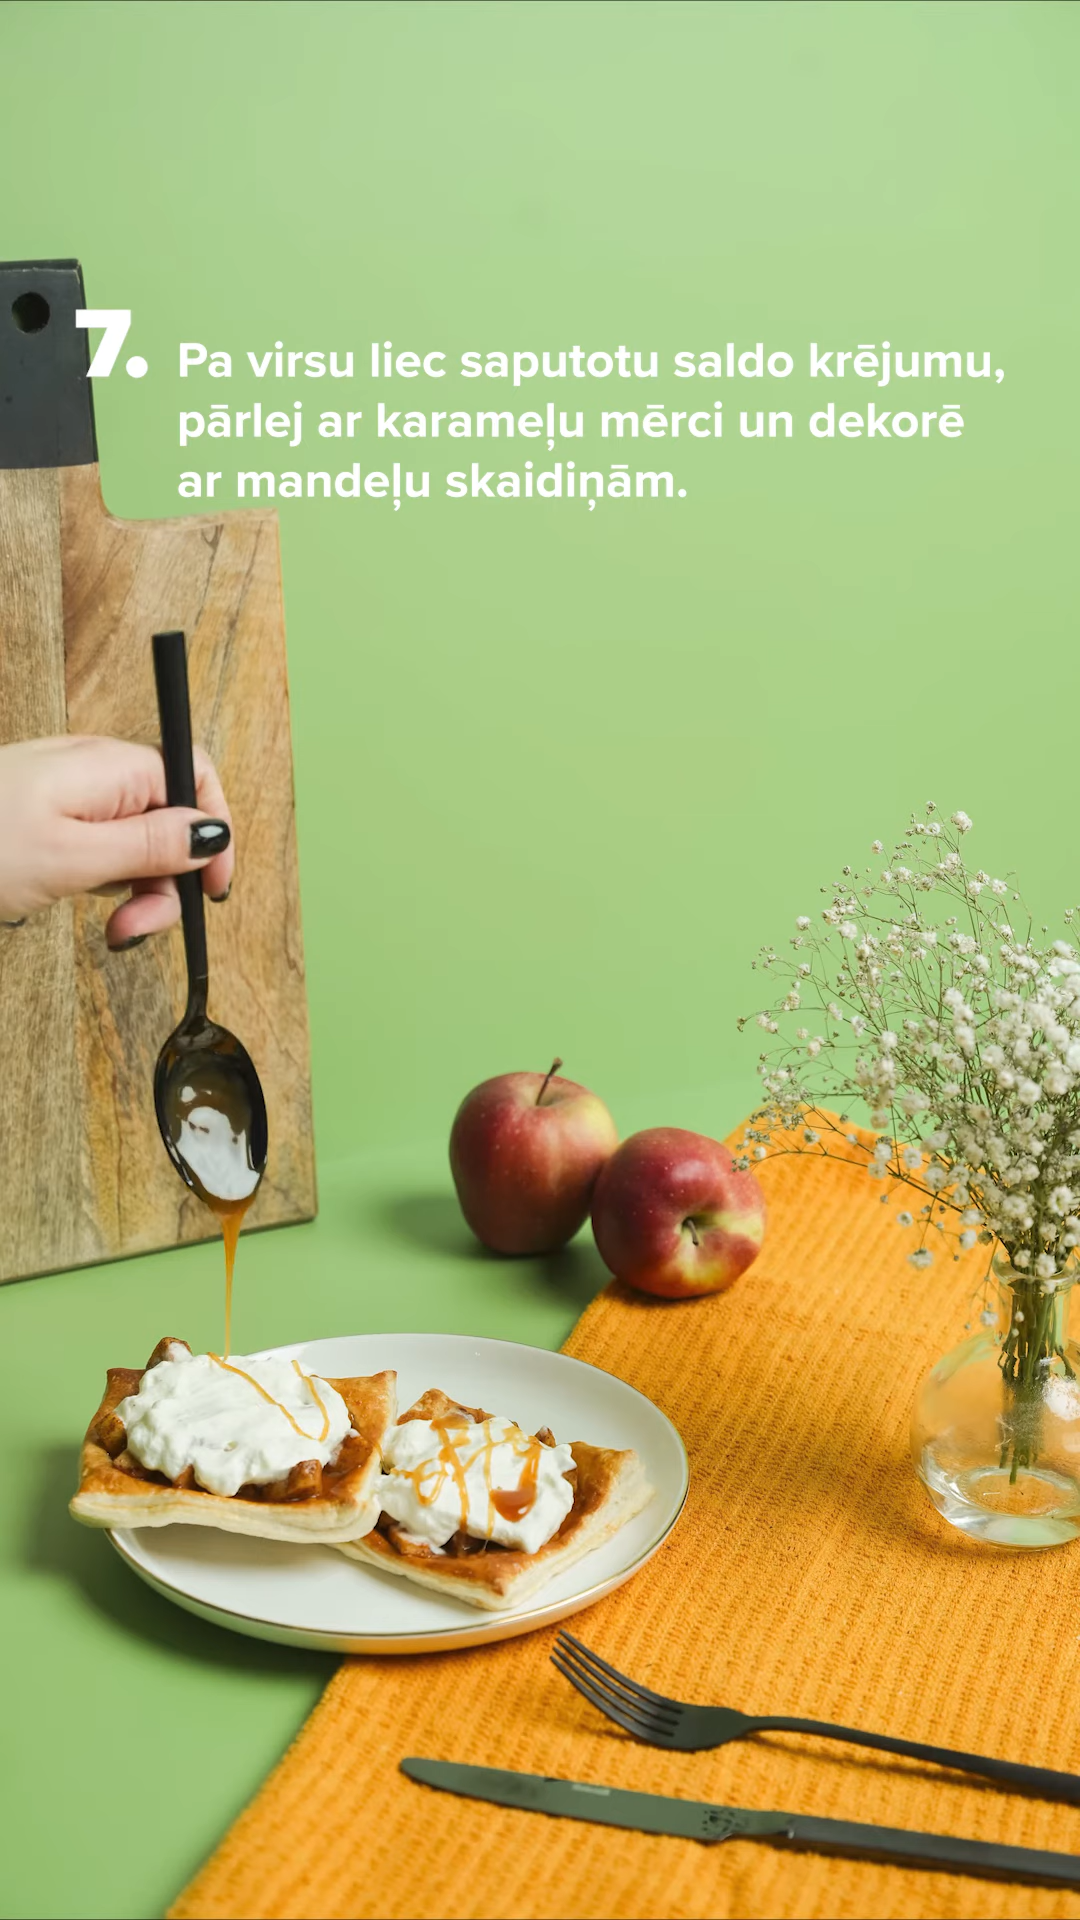 7. Pa virsu liec saputotu saldo krējumu,
pārlej ar karameļu mērci un dekorē
ar mandeļu skaidiņām.